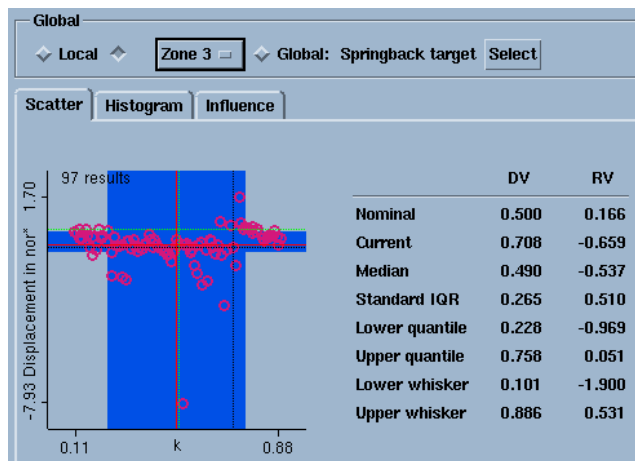 Global
Local Zone 3 Global: Springback target Select
Scatter Histogram Influence
97 results
1.70
-7.93 Displacement in nor*
0.11 k 0.88
DV RV
Nominal 0.500 0.166
Current 0.708 -0.659
Median 0.490 -0.537
Standard IQR 0.265 0.510
Lower quantile 0.228 -0.969
Upper quantile 0.758 0.051
Lower whisker 0.101 -1.900
Upper whisker 0.886 0.531